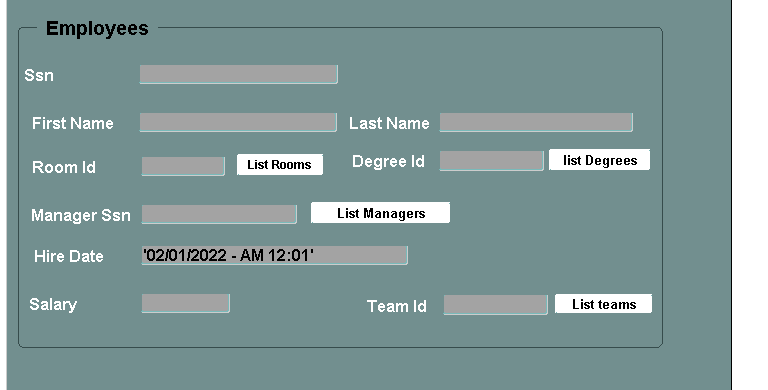 Employees
Ssn
First Name Last Name
Room Id List Rooms Degree Id list Degrees
Manager Ssn List Managers
Hire Date '02/01/2022 - AM 12:01'
Salary Team Id List teams